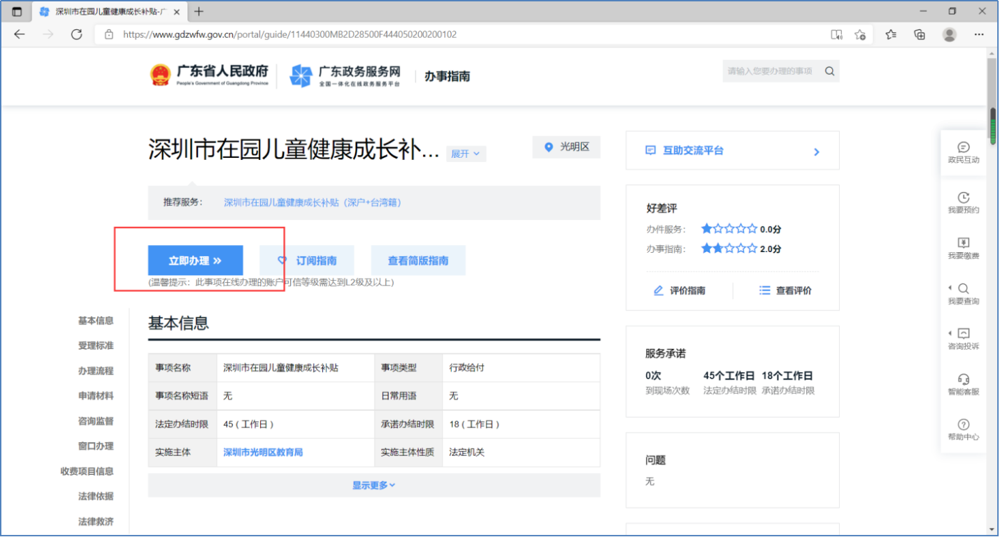 深圳市在园儿童健康成长补贴-广
https://www.gdzwfw.gov.cn/portal/guide/11440300MB2D28500F444050200200102
广东省人民政府
People's Government of Guangdong Province
广东政务服务网
全国一体化在线政务服务平台
办事指南
请输入您要办理的事项
深圳市在园儿童健康成长补...
展开
光明区
推荐服务：
深圳市在园儿童健康成长补贴（深户+台湾籍）
立即办理 »
订阅指南
查看简版指南
(温馨提示：此事项在线办理的账户可信等级需达到L2级及以上)
基本信息
受理标准
办理流程
申请材料
咨询监督
窗口办理
收费项目信息
法律依据
法律救济
基本信息
事项名称 深圳市在园儿童健康成长补贴 事项类型 行政给付
事项名称短语 无 日常用语 无
法定办结时限 45 ( 工作日 ) 承诺办结时限 18 ( 工作日 )
实施主体 深圳市光明区教育局 实施主体性质 法定机关
显示更多
互助交流平台
好差评
办件服务： 0.0分
办事指南： 2.0分
评价指南 查看评价
服务承诺
0次 45个工作日 18个工作日
到现场次数 法定办结时限 承诺办结时限
问题
无
政民互动
我要预约
我要缴费
我要查询
咨询投诉
智能客服
帮助中心